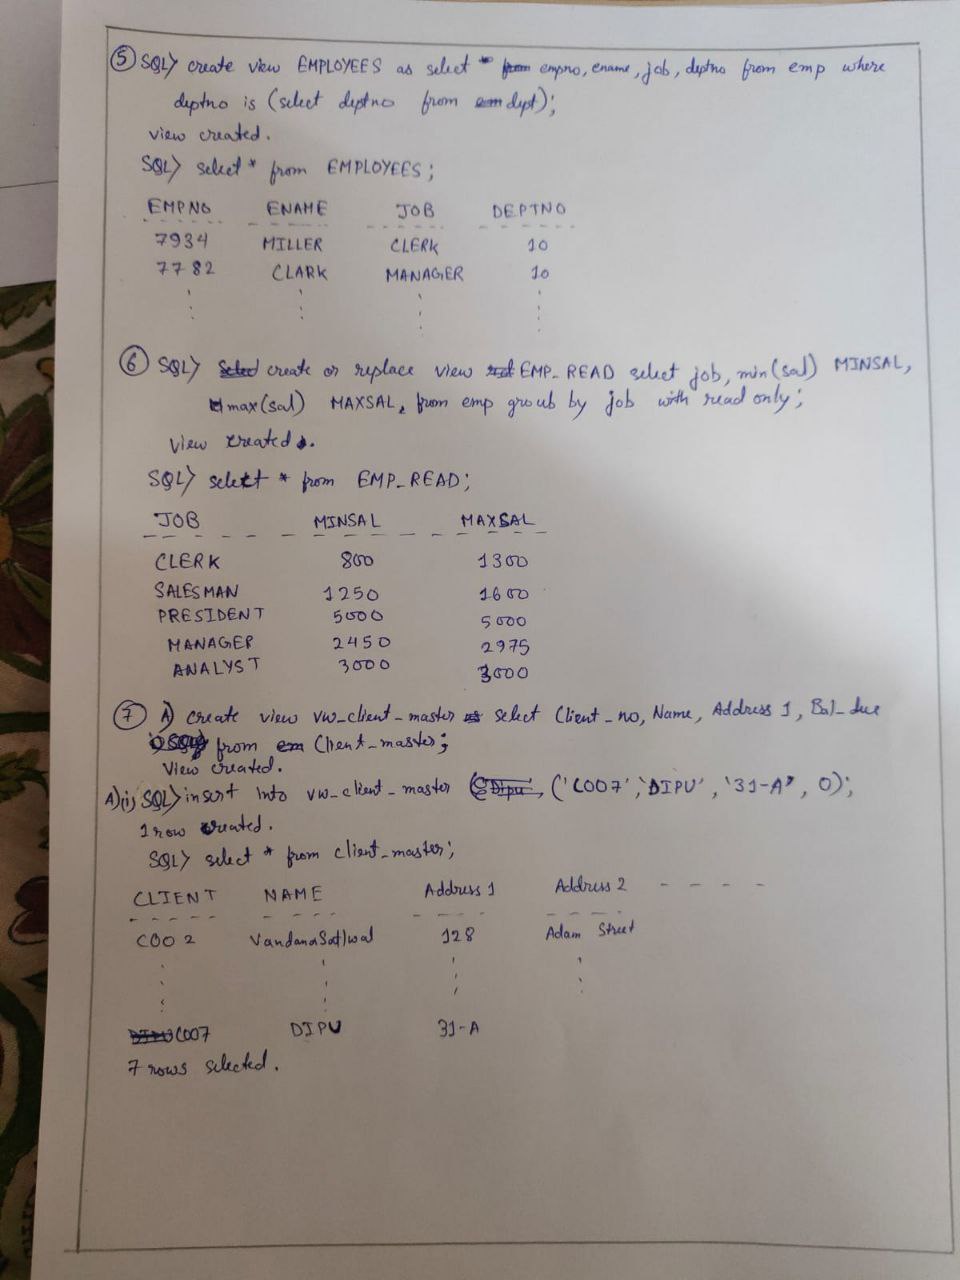 ⑤ SQL> create view EMPLOYEES as select empno, ename, job, deptno from emp where
deptno is (select deptno from dept);
view created.
SQL> select * from EMPLOYEES;
EMPNO ENAME JOB DEPTNO
7934 MILLER CLERK 10
7782 CLARK MANAGER 10
⑥ SQL> create or replace view EMP_READ select job, min(sal) MINSAL,
max(sal) MAXSAL, from emp group by job with read only;
View created.
SQL> select * from EMP_READ;
JOB MINSAL MAXSAL
CLERK 800 1300
SALESMAN 1250 1600
PRESIDENT 5000 5000
MANAGER 2450 2975
ANALYST 3000 3000
⑦ A) create view vw_client_master select Client_no, Name, Address 1, Bal_due
from Client_master;
View created.
A)(i) SQL> insert into vw_client_master ('C007', 'DIPU', '31-A', 0);
1 row created.
SQL> select * from client_master;
CLIENT NAME Address 1 Address 2 - - - -
C002 128 Adam Street
C007 DIPU 31-A
7 rows selected.